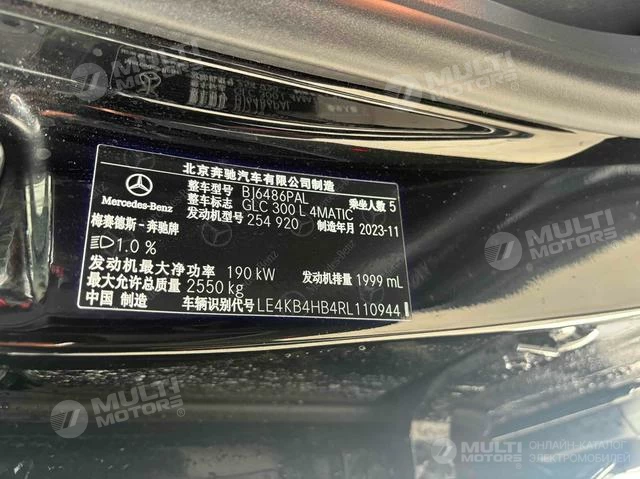 MULTI MOTORS
MULTI MOTORS
GLC 300 L 4MATIC
北京奔驰汽车有限公司制造
整车型号 BJ6486PAL 乘坐人数 5
Mercedes-Benz 整车标志 GLC 300 L 4MATIC
发动机型号 254 920 制造年月 2023-11
梅赛德斯-奔驰牌
1.0 %
发动机最大净功率 190 kW 发动机排量 1999 mL
最大允许总质量 2550 kg
中国 制造 车辆识别代号 LE4KB4HB4RL110944
MULTI MOTORS
MULTI MOTORS
MULTI MOTORS
ОНЛАЙН-КАТАЛОГ
ЭЛЕКТРОМОБИЛЕЙ